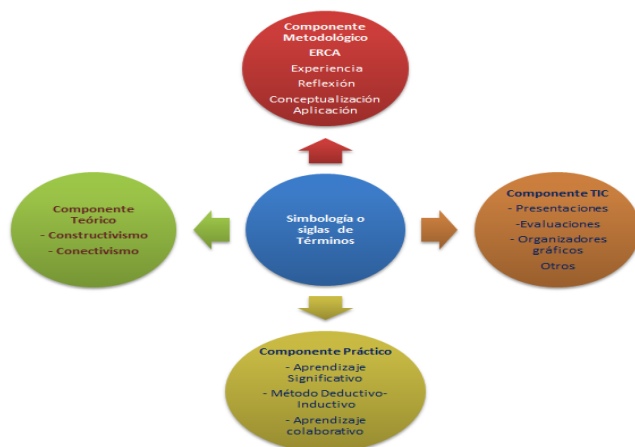 Componente
Metodológico
ERCA
Experiencia
Reflexión
Conceptualización
Aplicación
Componente
Teórico
- Constructivismo
- Conectivismo
Simbología o
siglas de
Términos
Componente TIC
- Presentaciones
-Evaluaciones
- Organizadores
gráficos
Otros
Componente Práctico
- Aprendizaje
Significativo
- Método Deductivo-
Inductivo
- Aprendizaje
colaborativo